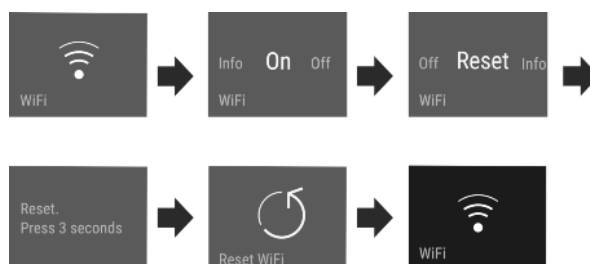 WiFi
Info On Off
WiFi
Off Reset Info
WiFi
Reset.
Press 3 seconds
Reset WiFi
WiFi